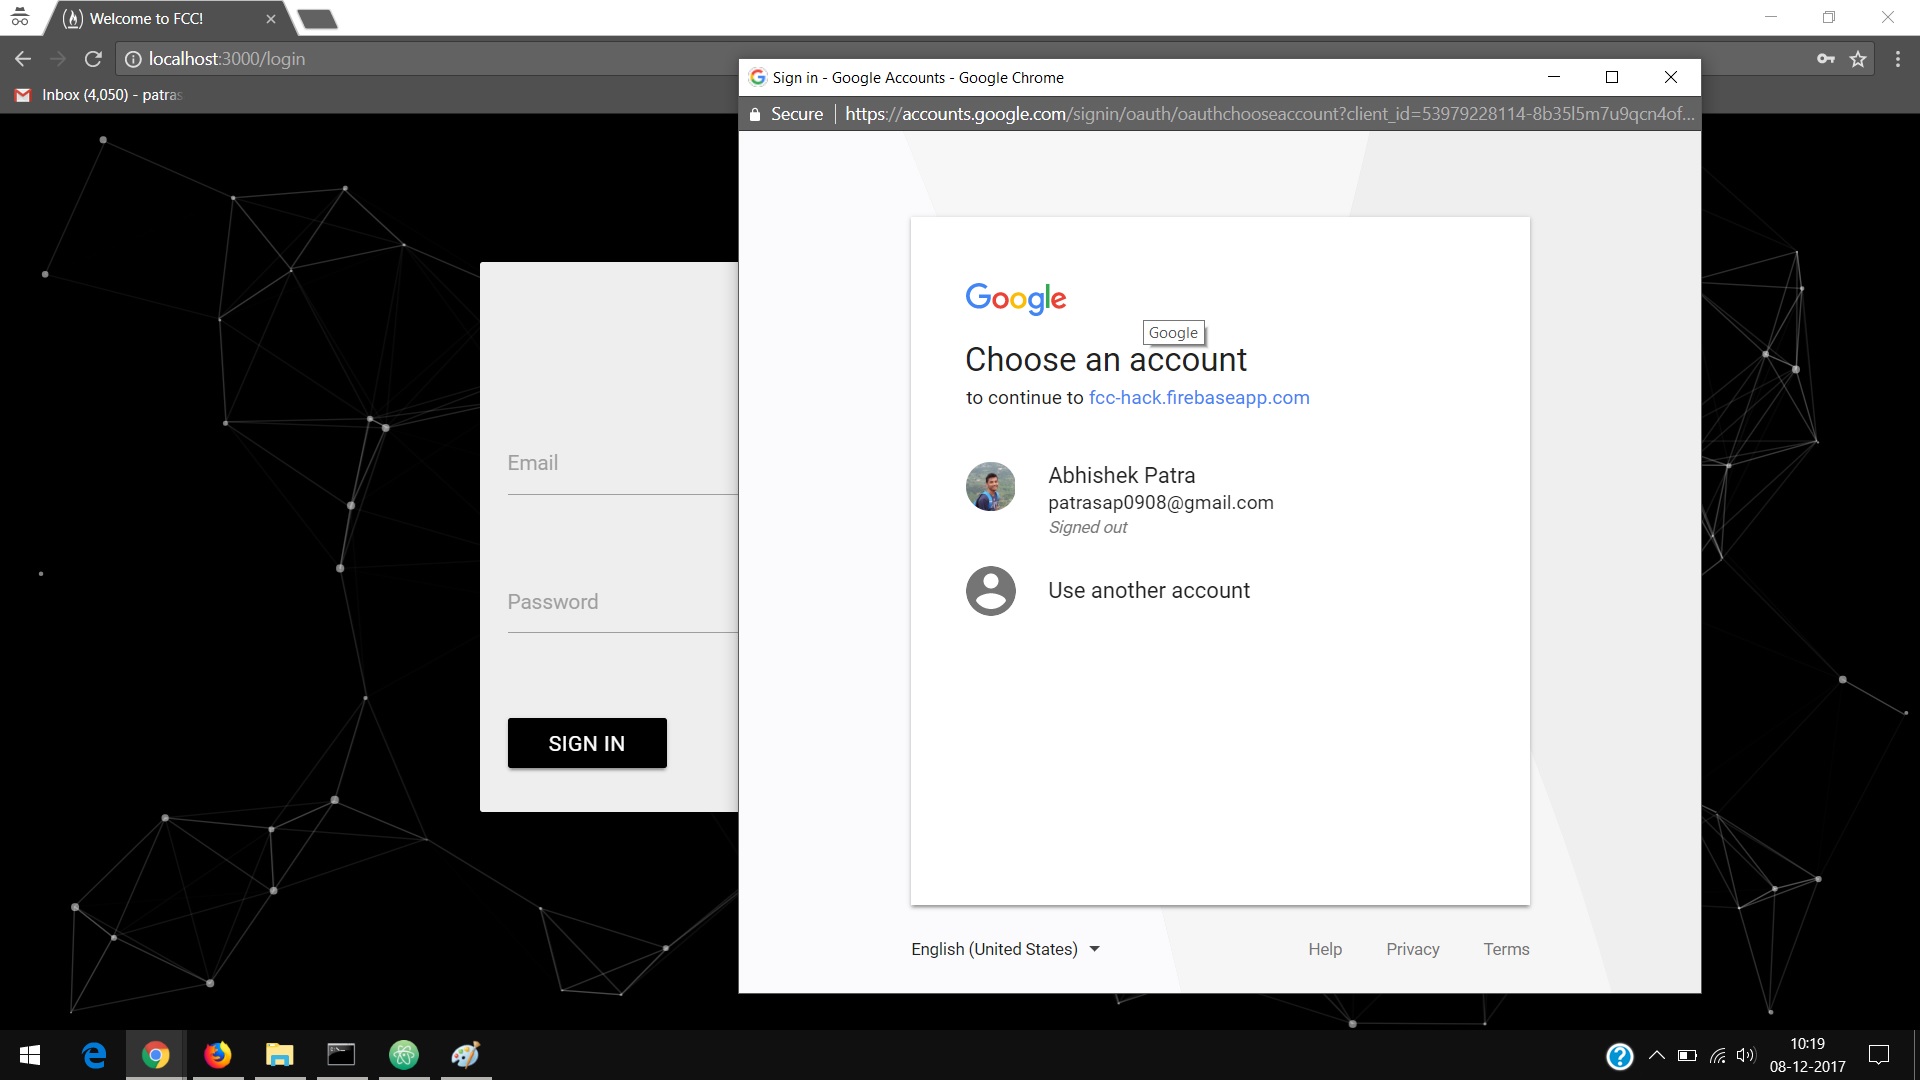 Welcome to FCC!
localhost:3000/login
Inbox (4,050) - patras
Sign in - Google Accounts - Google Chrome
Secure
https://accounts.google.com/signin/oauth/oauthchooseaccount?client_id=53979228114-8b35l5m7u9qcn4of...
Google
Google
Choose an account
to continue to fcc-hack.firebaseapp.com
Abhishek Patra
patrasap0908@gmail.com
Signed out
Use another account
Email
Password
SIGN IN
English (United States)
Help
Privacy
Terms
10:19
08-12-2017